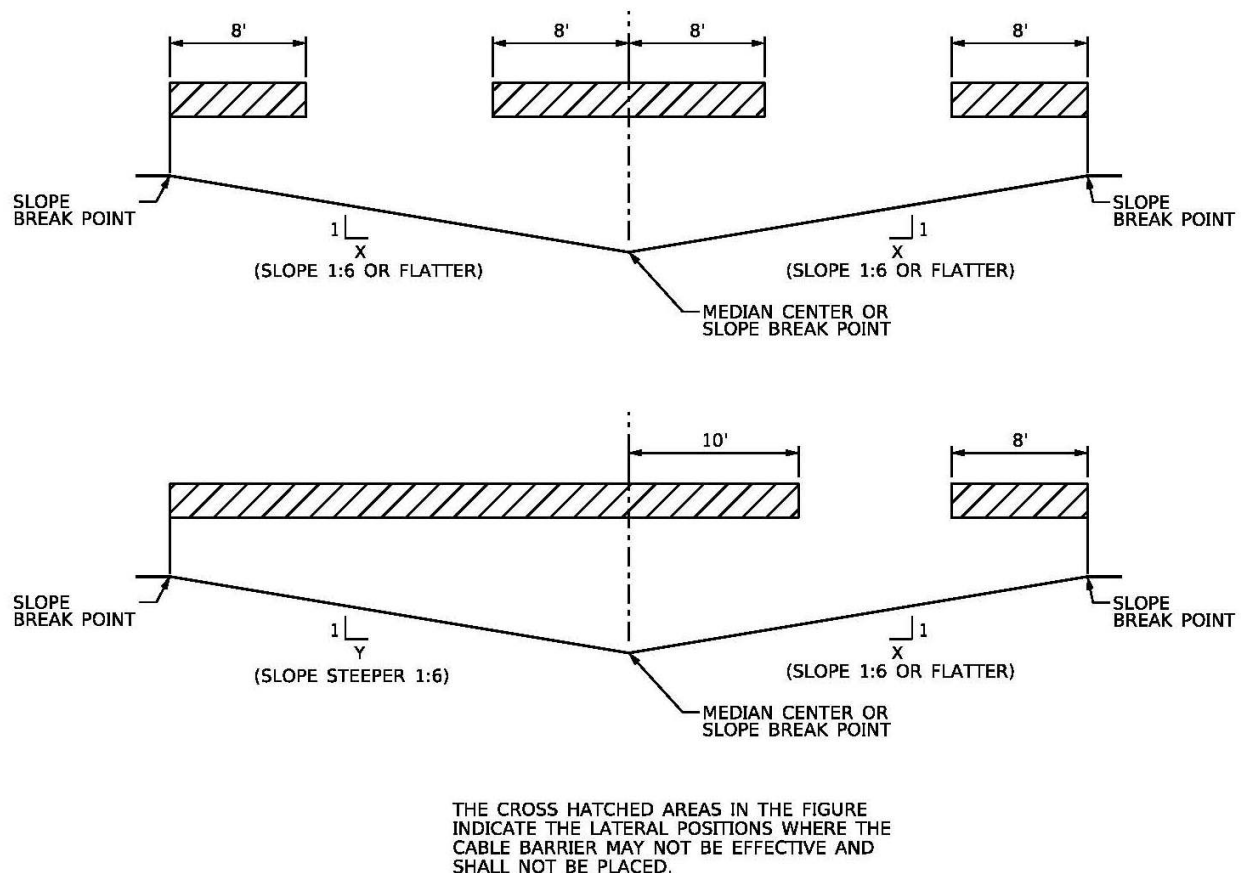 8'
8'
8'
8'
SLOPE
BREAK POINT
1
X
(SLOPE 1:6 OR FLATTER)
1
X
(SLOPE 1:6 OR FLATTER)
SLOPE
BREAK POINT
MEDIAN CENTER OR
SLOPE BREAK POINT
10'
8'
SLOPE
BREAK POINT
1
Y
(SLOPE STEEPER 1:6)
1
X
(SLOPE 1:6 OR FLATTER)
SLOPE
BREAK POINT
MEDIAN CENTER OR
SLOPE BREAK POINT
THE CROSS HATCHED AREAS IN THE FIGURE
INDICATE THE LATERAL POSITIONS WHERE THE
CABLE BARRIER MAY NOT BE EFFECTIVE AND
SHALL NOT BE PLACED.